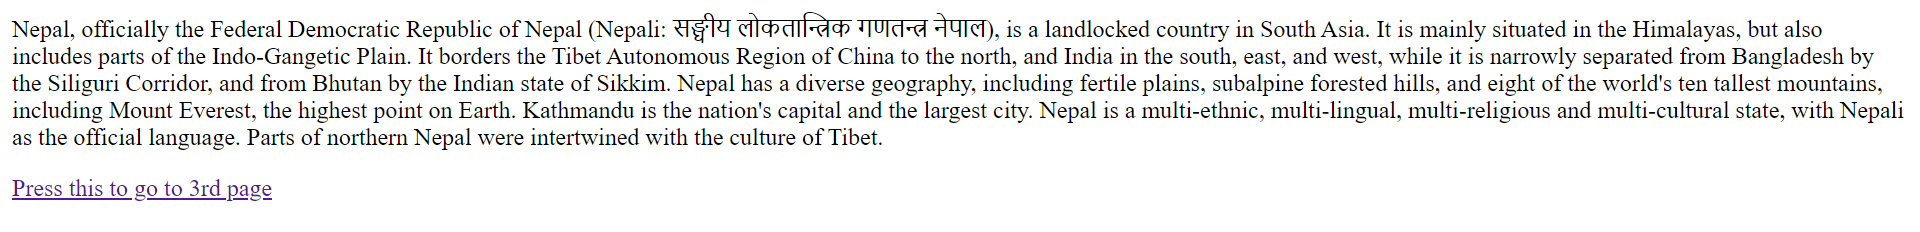 Nepal, officially the Federal Democratic Republic of Nepal (Nepali: सङ्घीय लोकतान्त्रिक गणतन्त्र नेपाल), is a landlocked country in South Asia. It is mainly situated in the Himalayas, but also
includes parts of the Indo-Gangetic Plain. It borders the Tibet Autonomous Region of China to the north, and India in the south, east, and west, while it is narrowly separated from Bangladesh by
the Siliguri Corridor, and from Bhutan by the Indian state of Sikkim. Nepal has a diverse geography, including fertile plains, subalpine forested hills, and eight of the world's ten tallest mountains,
including Mount Everest, the highest point on Earth. Kathmandu is the nation's capital and the largest city. Nepal is a multi-ethnic, multi-lingual, multi-religious and multi-cultural state, with Nepali
as the official language. Parts of northern Nepal were intertwined with the culture of Tibet.
Press this to go to 3rd page